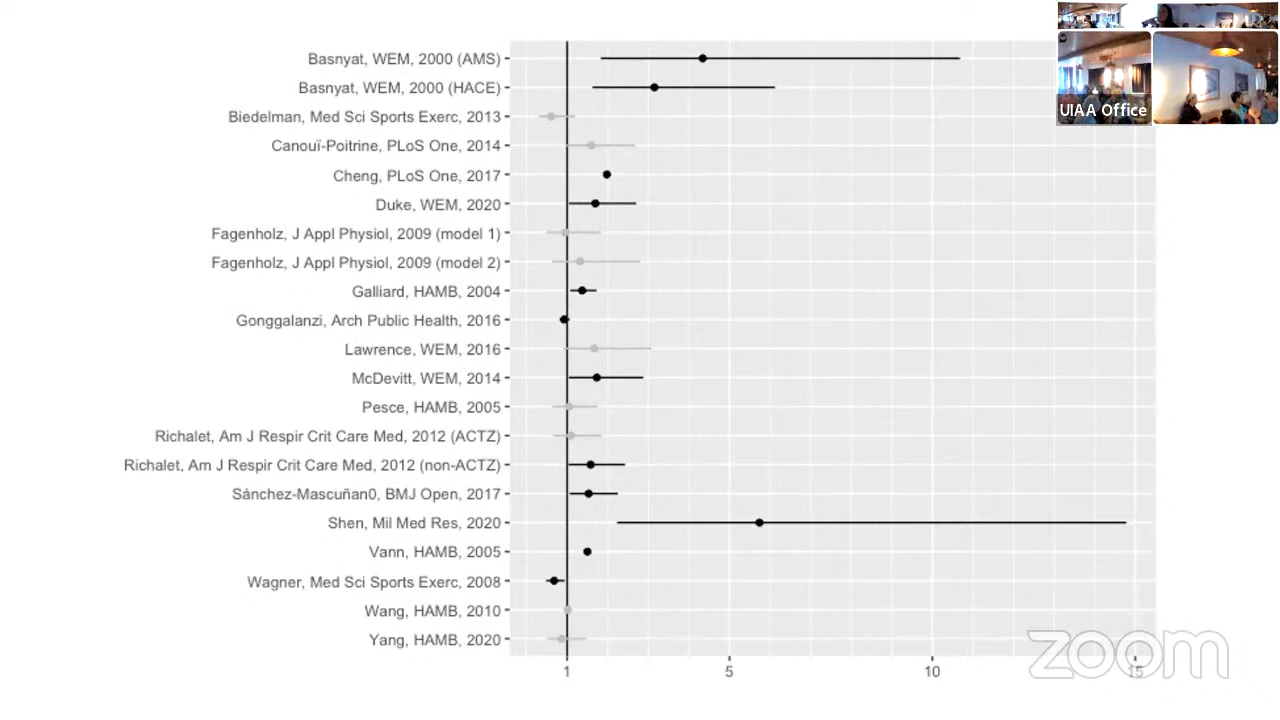 Basnyat, WEM, 2000 (AMS)
Basnyat, WEM, 2000 (HACE)
Biedelman, Med Sci Sports Exerc, 2013
Canouï-Poitrine, PLoS One, 2014
Cheng, PLoS One, 2017
Duke, WEM, 2020
Fagenholz, J Appl Physiol, 2009 (model 1)
Fagenholz, J Appl Physiol, 2009 (model 2)
Galliard, HAMB, 2004
Gonggalanzi, Arch Public Health, 2016
Lawrence, WEM, 2016
McDevitt, WEM, 2014
Pesce, HAMB, 2005
Richalet, Am J Respir Crit Care Med, 2012 (ACTZ)
Richalet, Am J Respir Crit Care Med, 2012 (non-ACTZ)
Sánchez-Mascuñan0, BMJ Open, 2017
Shen, Mil Med Res, 2020
Vann, HAMB, 2005
Wagner, Med Sci Sports Exerc, 2008
Wang, HAMB, 2010
Yang, HAMB, 2020
1 5 10 15
UIAA Office
zoom